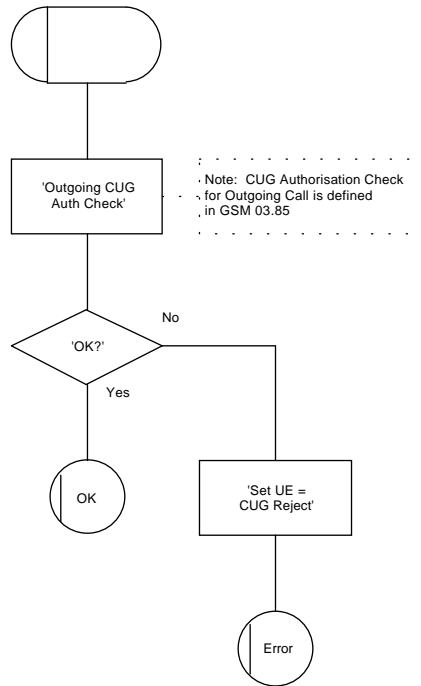 'Outgoing CUG
Auth Check'
Note: CUG Authorisation Check
for Outgoing Call is defined
in GSM 03.85
'OK?'
No
Yes
OK
'Set UE =
CUG Reject'
Error